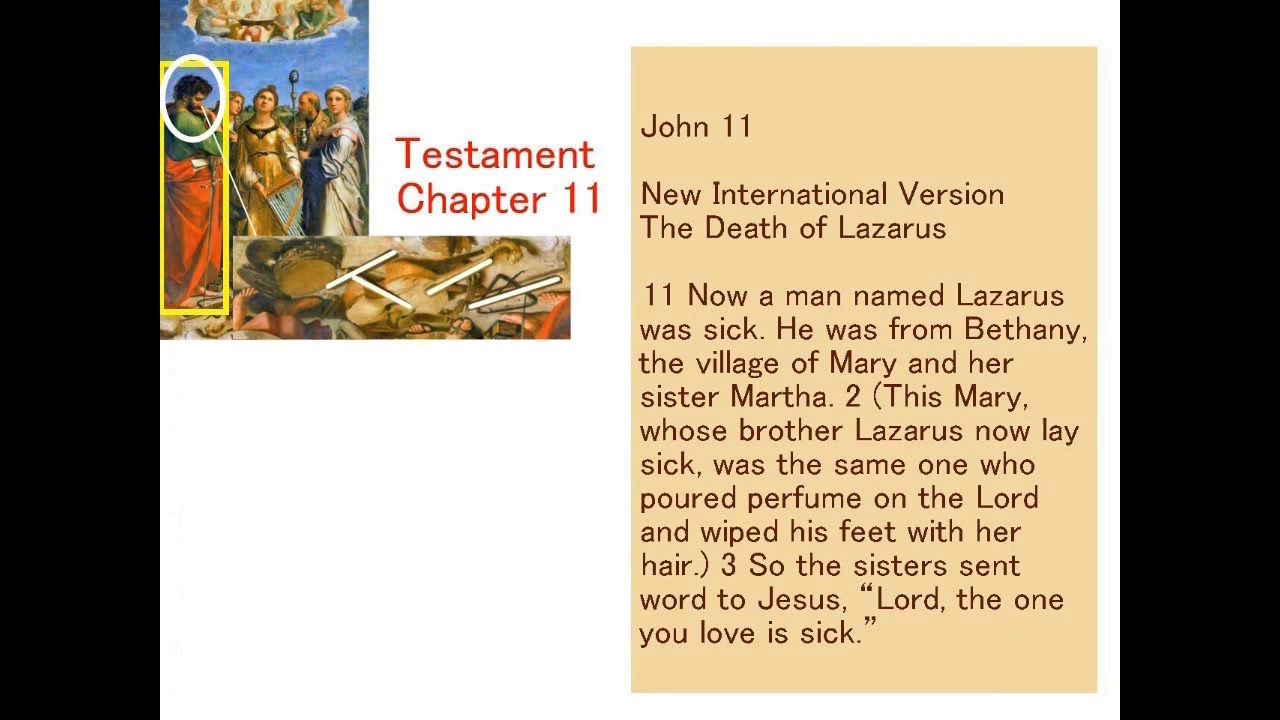 Testament
Chapter 11
John 11
New International Version
The Death of Lazarus
11 Now a man named Lazarus
was sick. He was from Bethany,
the village of Mary and her
sister Martha. 2 (This Mary,
whose brother Lazarus now lay
sick, was the same one who
poured perfume on the Lord
and wiped his feet with her
hair.) 3 So the sisters sent
word to Jesus, “Lord, the one
you love is sick.”